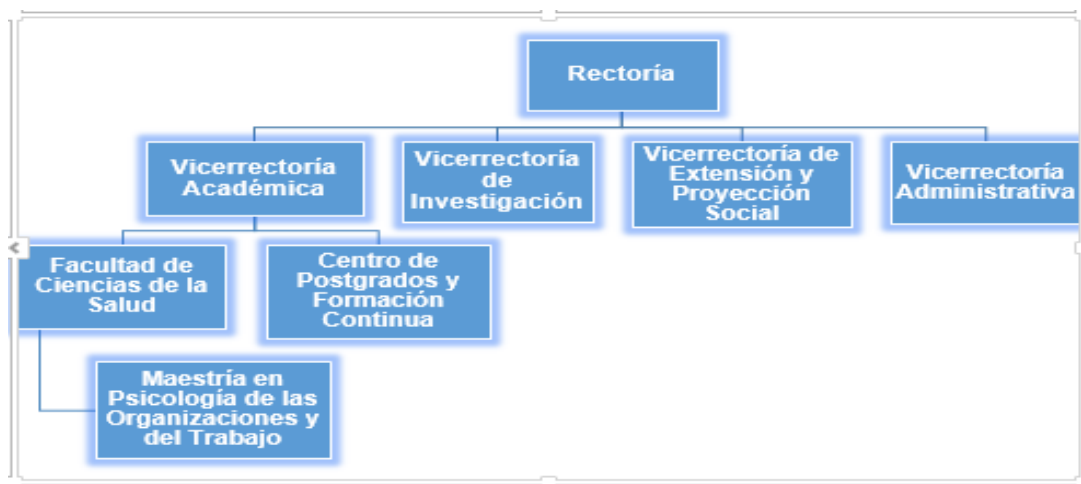 Rectoría
Vicerrectoría
Académica
Vicerrectoría
de
Investigación
Vicerrectoría de
Extensión y
Proyección
Social
Vicerrectoría
Administrativa
Facultad de
Ciencias de la
Salud
Centro de
Postgrados y
Formación
Continua
Maestría en
Psicología de las
Organizaciones y
del Trabajo